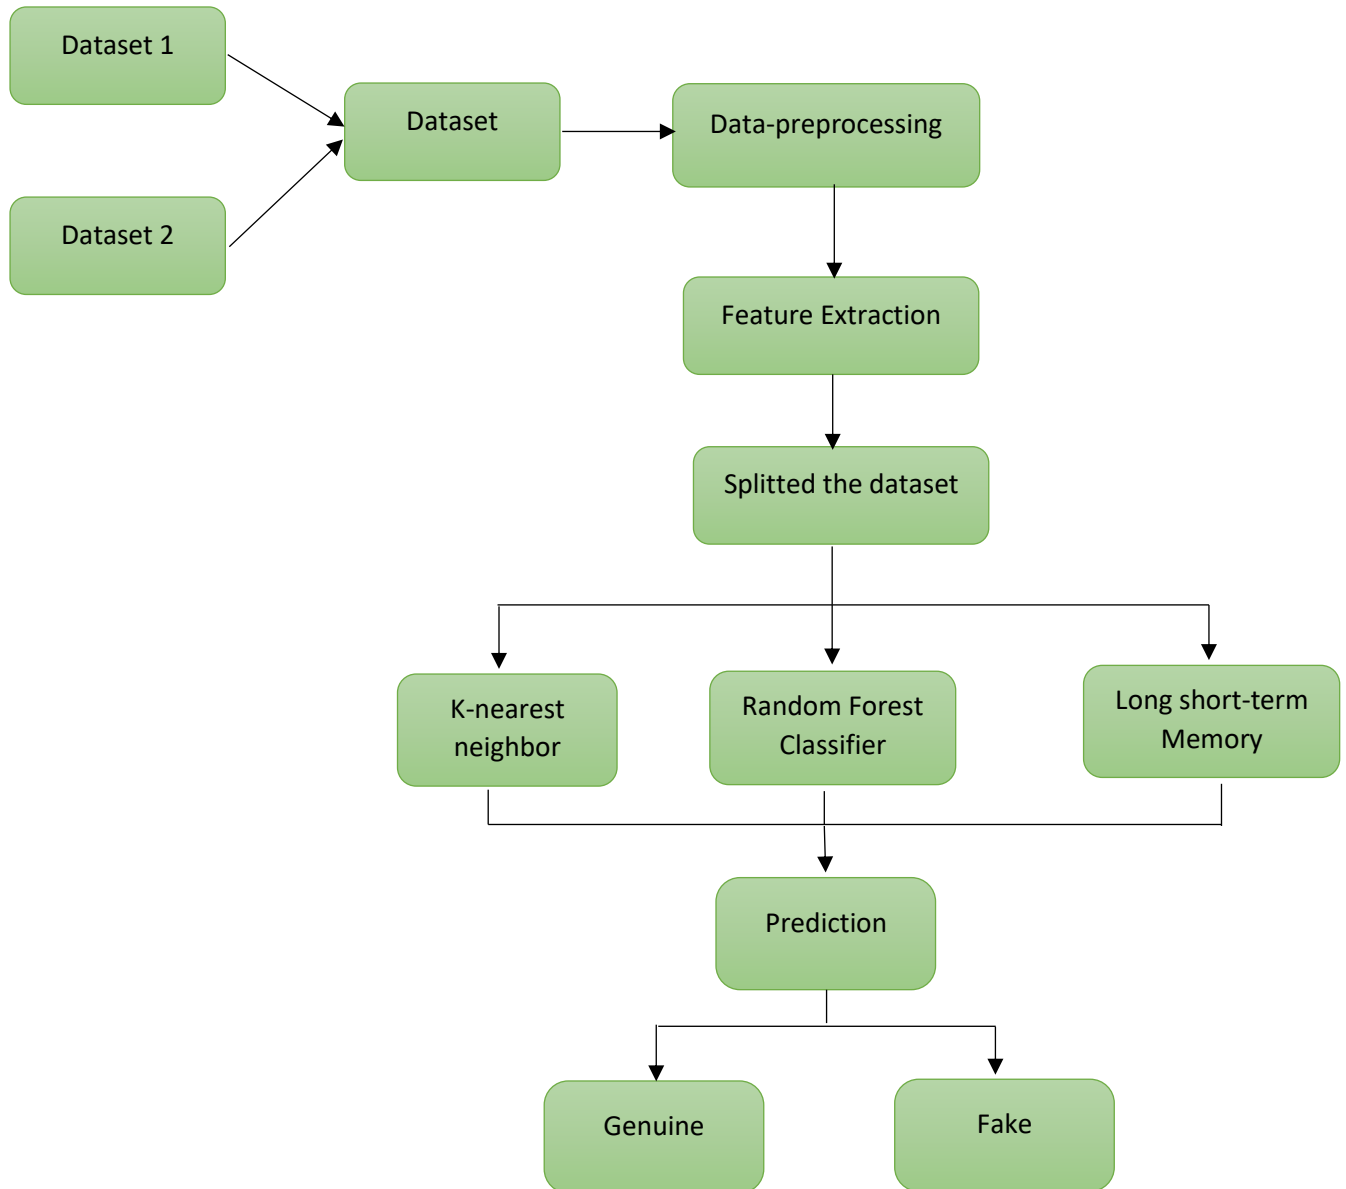 Dataset 1
Dataset
Data-preprocessing
Dataset 2
Feature Extraction
Splitted the dataset
K-nearest
neighbor
Random Forest
Classifier
Long short-term
Memory
Prediction
Genuine
Fake